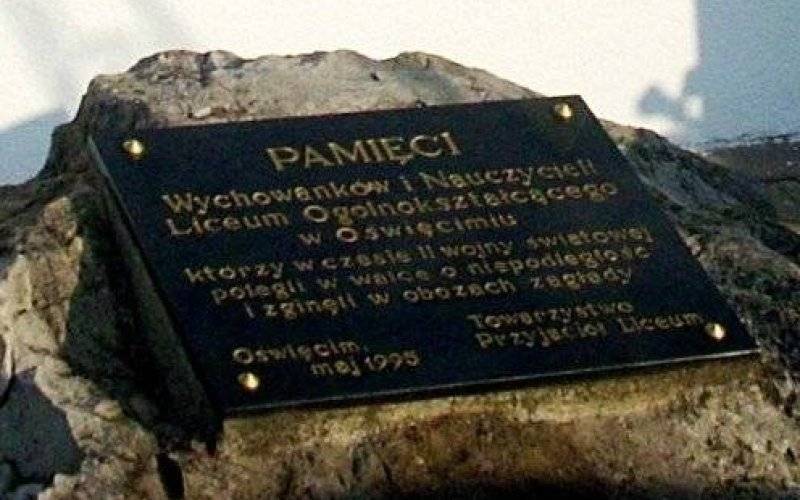 PAMIĘCI
Wychowanków i Nauczycieli
Liceum Ogólnokształcącego
w Oświęcimiu
którzy w czasie II wojny światowej
polegli w walce o niepodległość
i zginęli w obozach zagłady
Towarzystwo
Przyjaciół Liceum
Oświęcim,
maj 1995